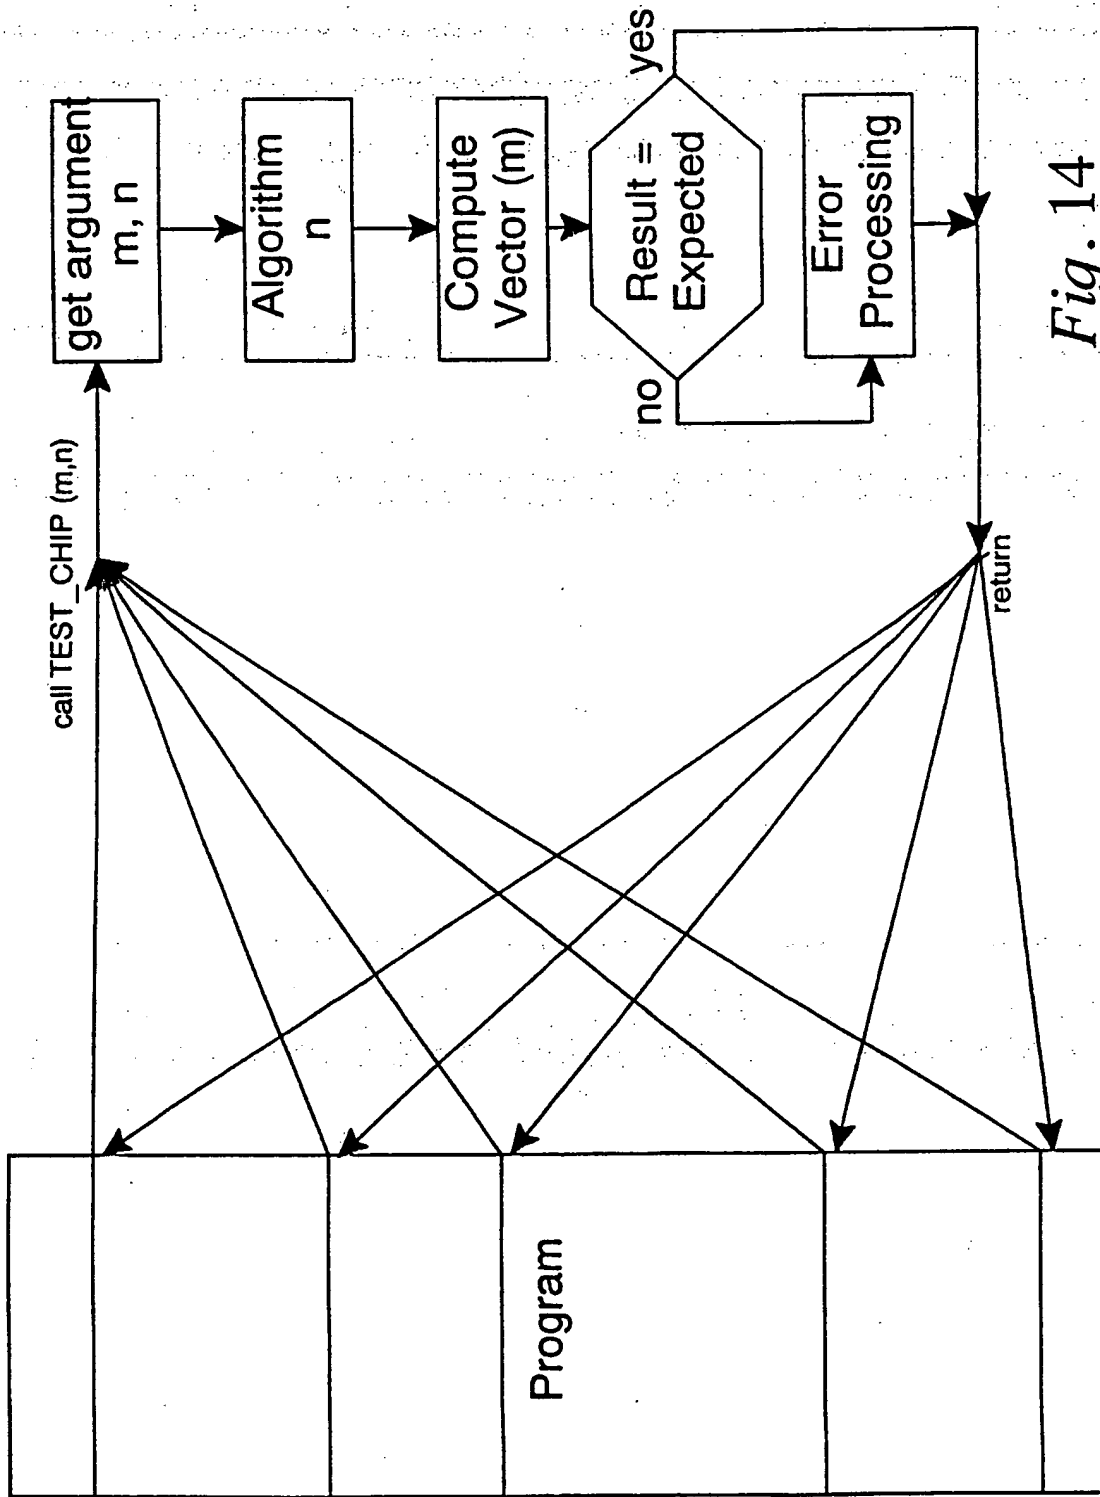 call TEST_CHIP (m,n)
get argument
m, n
Algorithm
n
Compute
Vector (m)
Result =
Expected
yes
no
Error
Processing
return
Program
Fig. 14